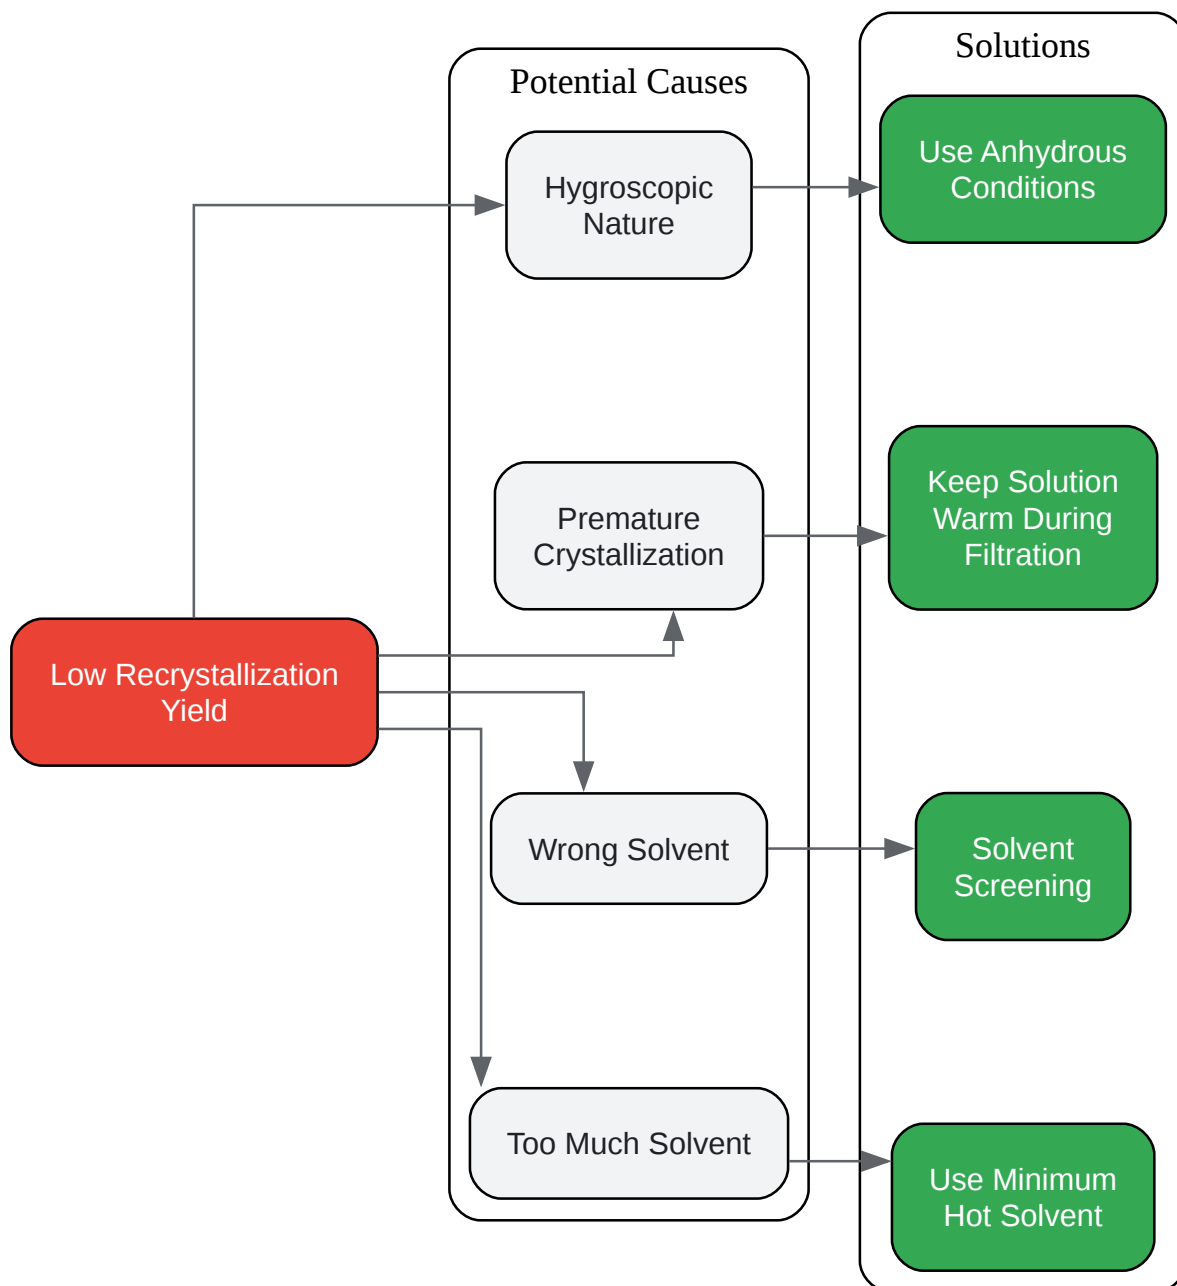 Solutions
Potential Causes
Use Anhydrous
Conditions
Hygroscopic
Nature
Keep Solution
Warm During
Filtration
Premature
Crystallization
Low Recrystallization
Yield
Wrong Solvent
Solvent
Screening
Too Much Solvent
Use Minimum
Hot Solvent